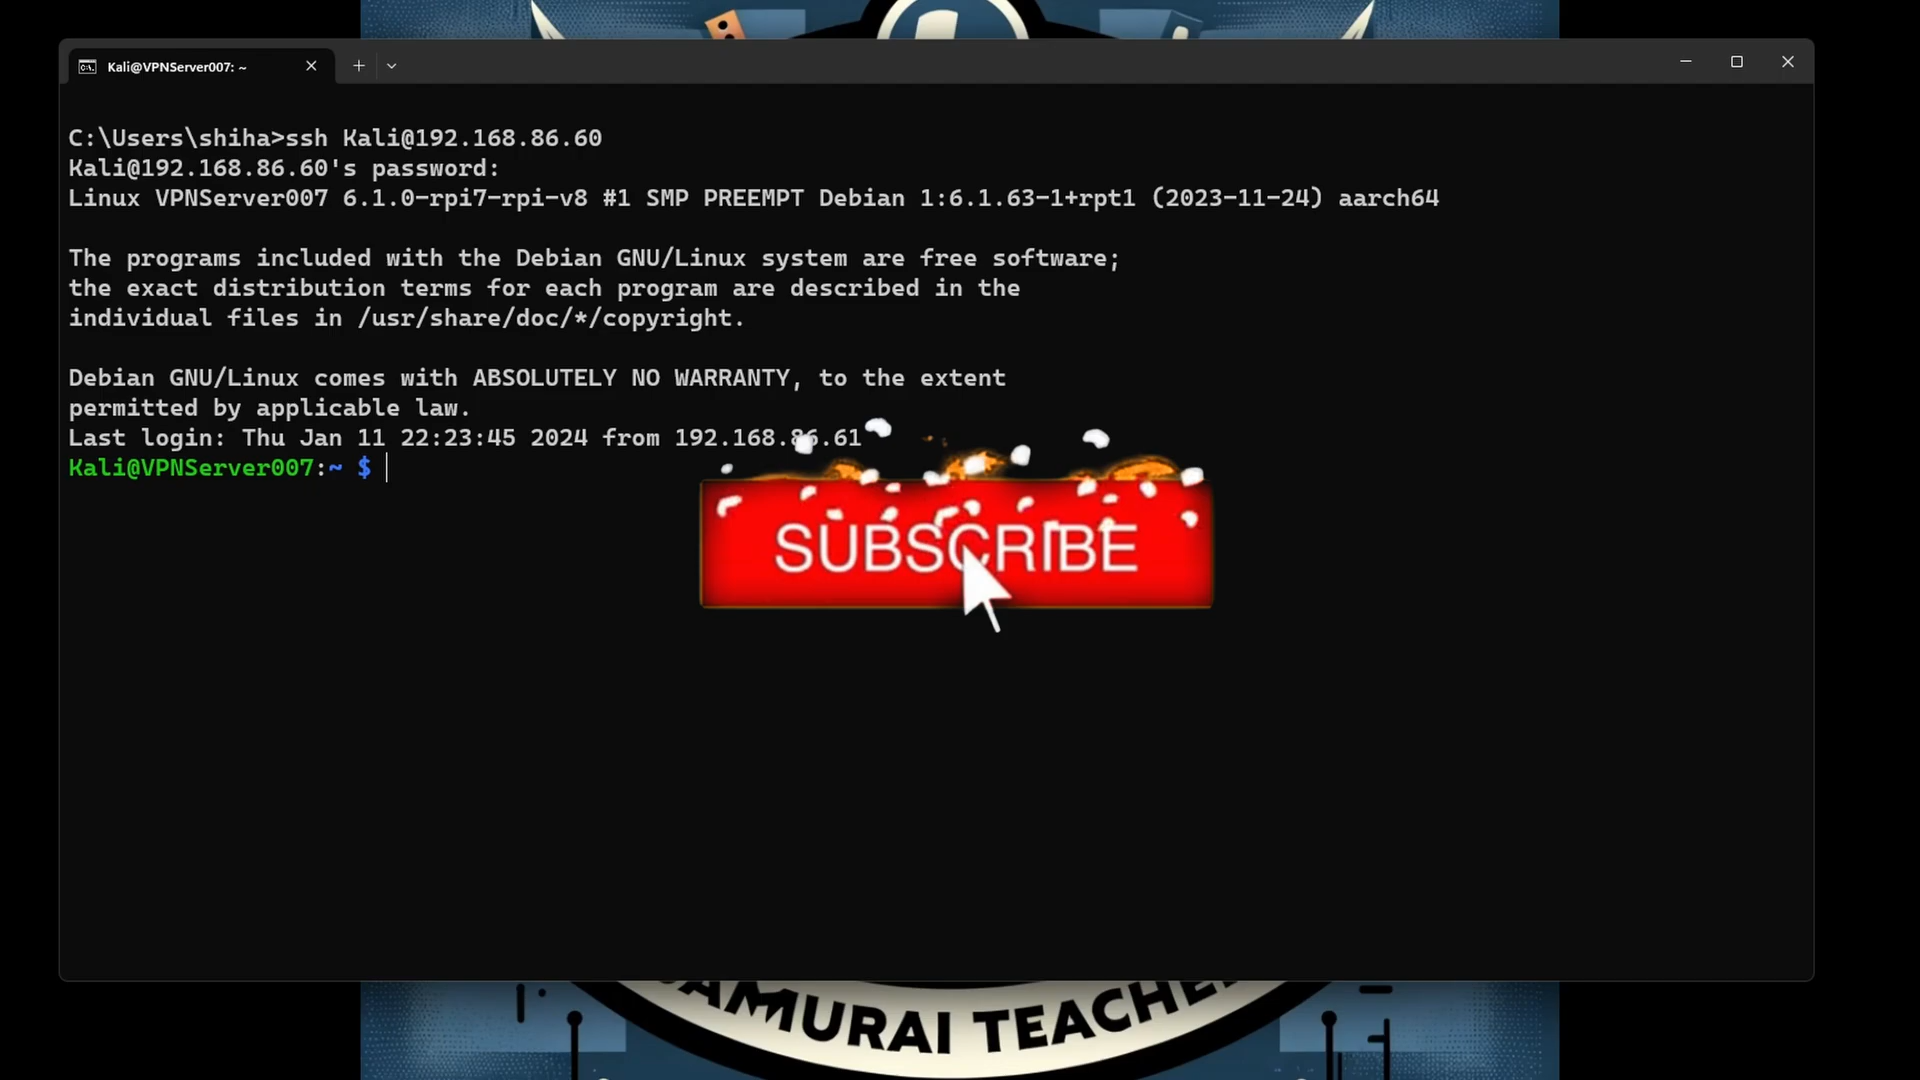 Kali@VPNServer007: ~
C:\Users\shiha>ssh Kali@192.168.86.60
Kali@192.168.86.60's password:
Linux VPNServer007 6.1.0-rpi7-rpi-v8 #1 SMP PREEMPT Debian 1:6.1.63-1+rpt1 (2023-11-24) aarch64
The programs included with the Debian GNU/Linux system are free software;
the exact distribution terms for each program are described in the
individual files in /usr/share/doc/*/copyright.
Debian GNU/Linux comes with ABSOLUTELY NO WARRANTY, to the extent
permitted by applicable law.
Last login: Thu Jan 11 22:23:45 2024 from 192.168.86.61
Kali@VPNServer007:~ $
SUBSCRIBE
SAMURAI TEACHER